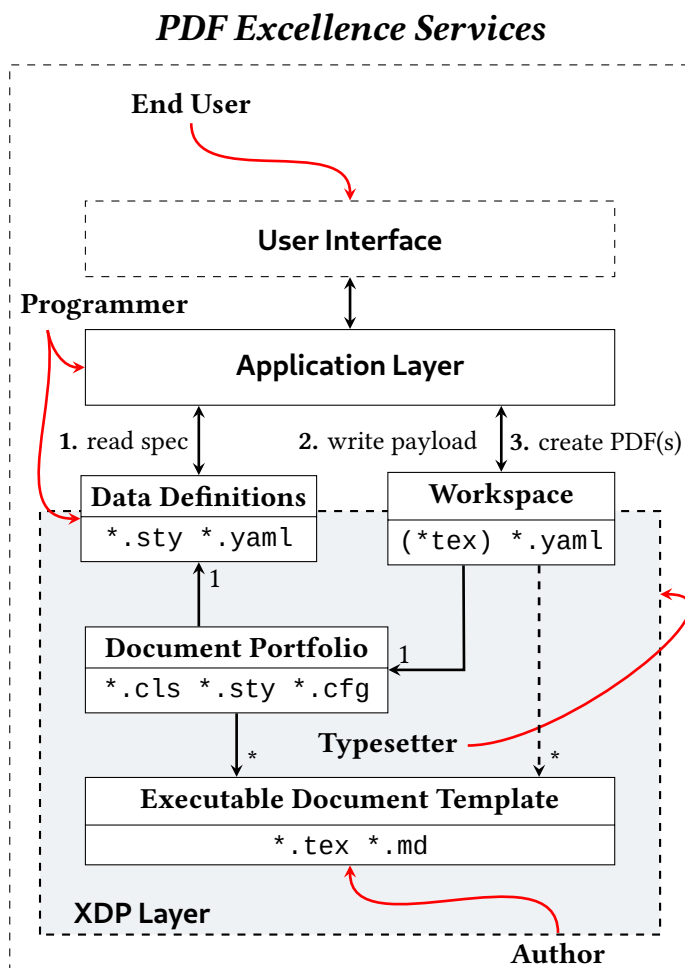 PDF Excellence Services
End User
User Interface
Programmer
Application Layer
1. read spec
2. write payload
3. create PDF(s)
Data Definitions
*.sty *.yaml
Workspace
(*tex) *.yaml
1
Document Portfolio
*.cls *.sty *.cfg
1
Typesetter
*
*
Executable Document Template
*.tex *.md
XDP Layer
Author